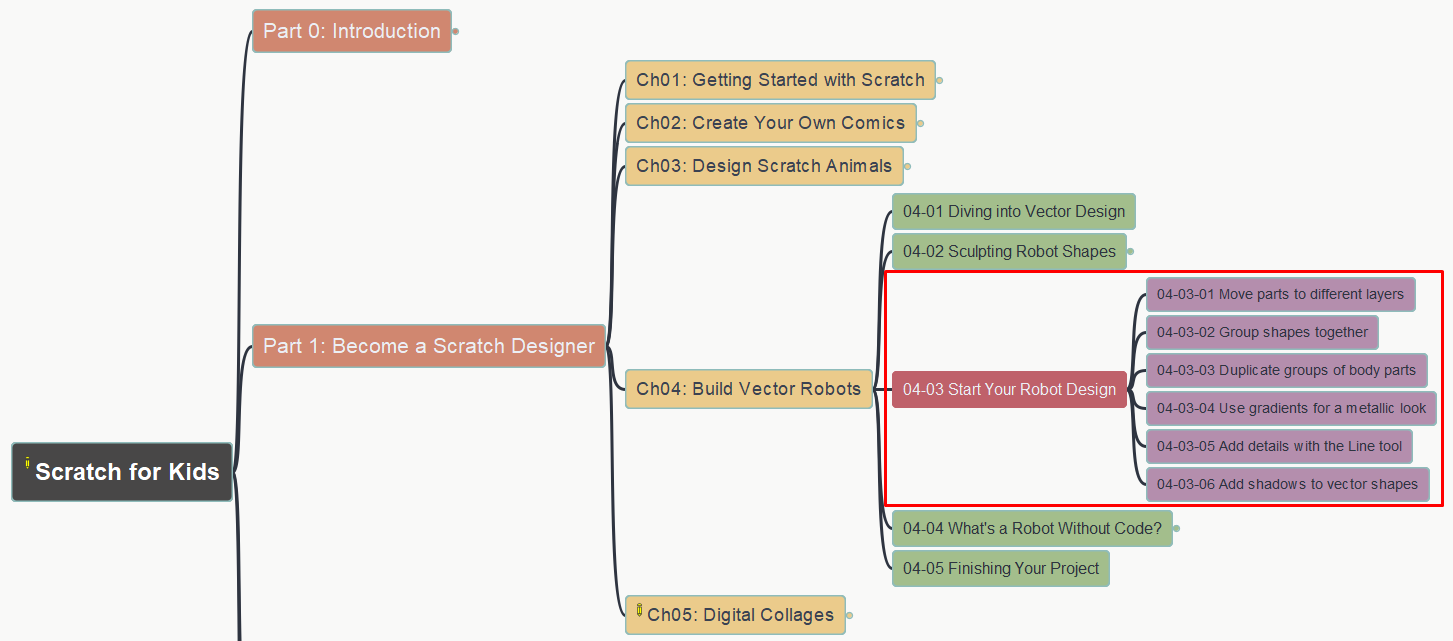 Part 0: Introduction
Ch01: Getting Started with Scratch
Ch02: Create Your Own Comics
Ch03: Design Scratch Animals
04-01 Diving into Vector Design
04-02 Sculpting Robot Shapes
04-03-01 Move parts to different layers
04-03-02 Group shapes together
Part 1: Become a Scratch Designer
04-03-03 Duplicate groups of body parts
Ch04: Build Vector Robots
04-03 Start Your Robot Design
04-03-04 Use gradients for a metallic look
04-03-05 Add details with the Line tool
Scratch for Kids
04-03-06 Add shadows to vector shapes
04-04 What's a Robot Without Code?
04-05 Finishing Your Project
Ch05: Digital Collages